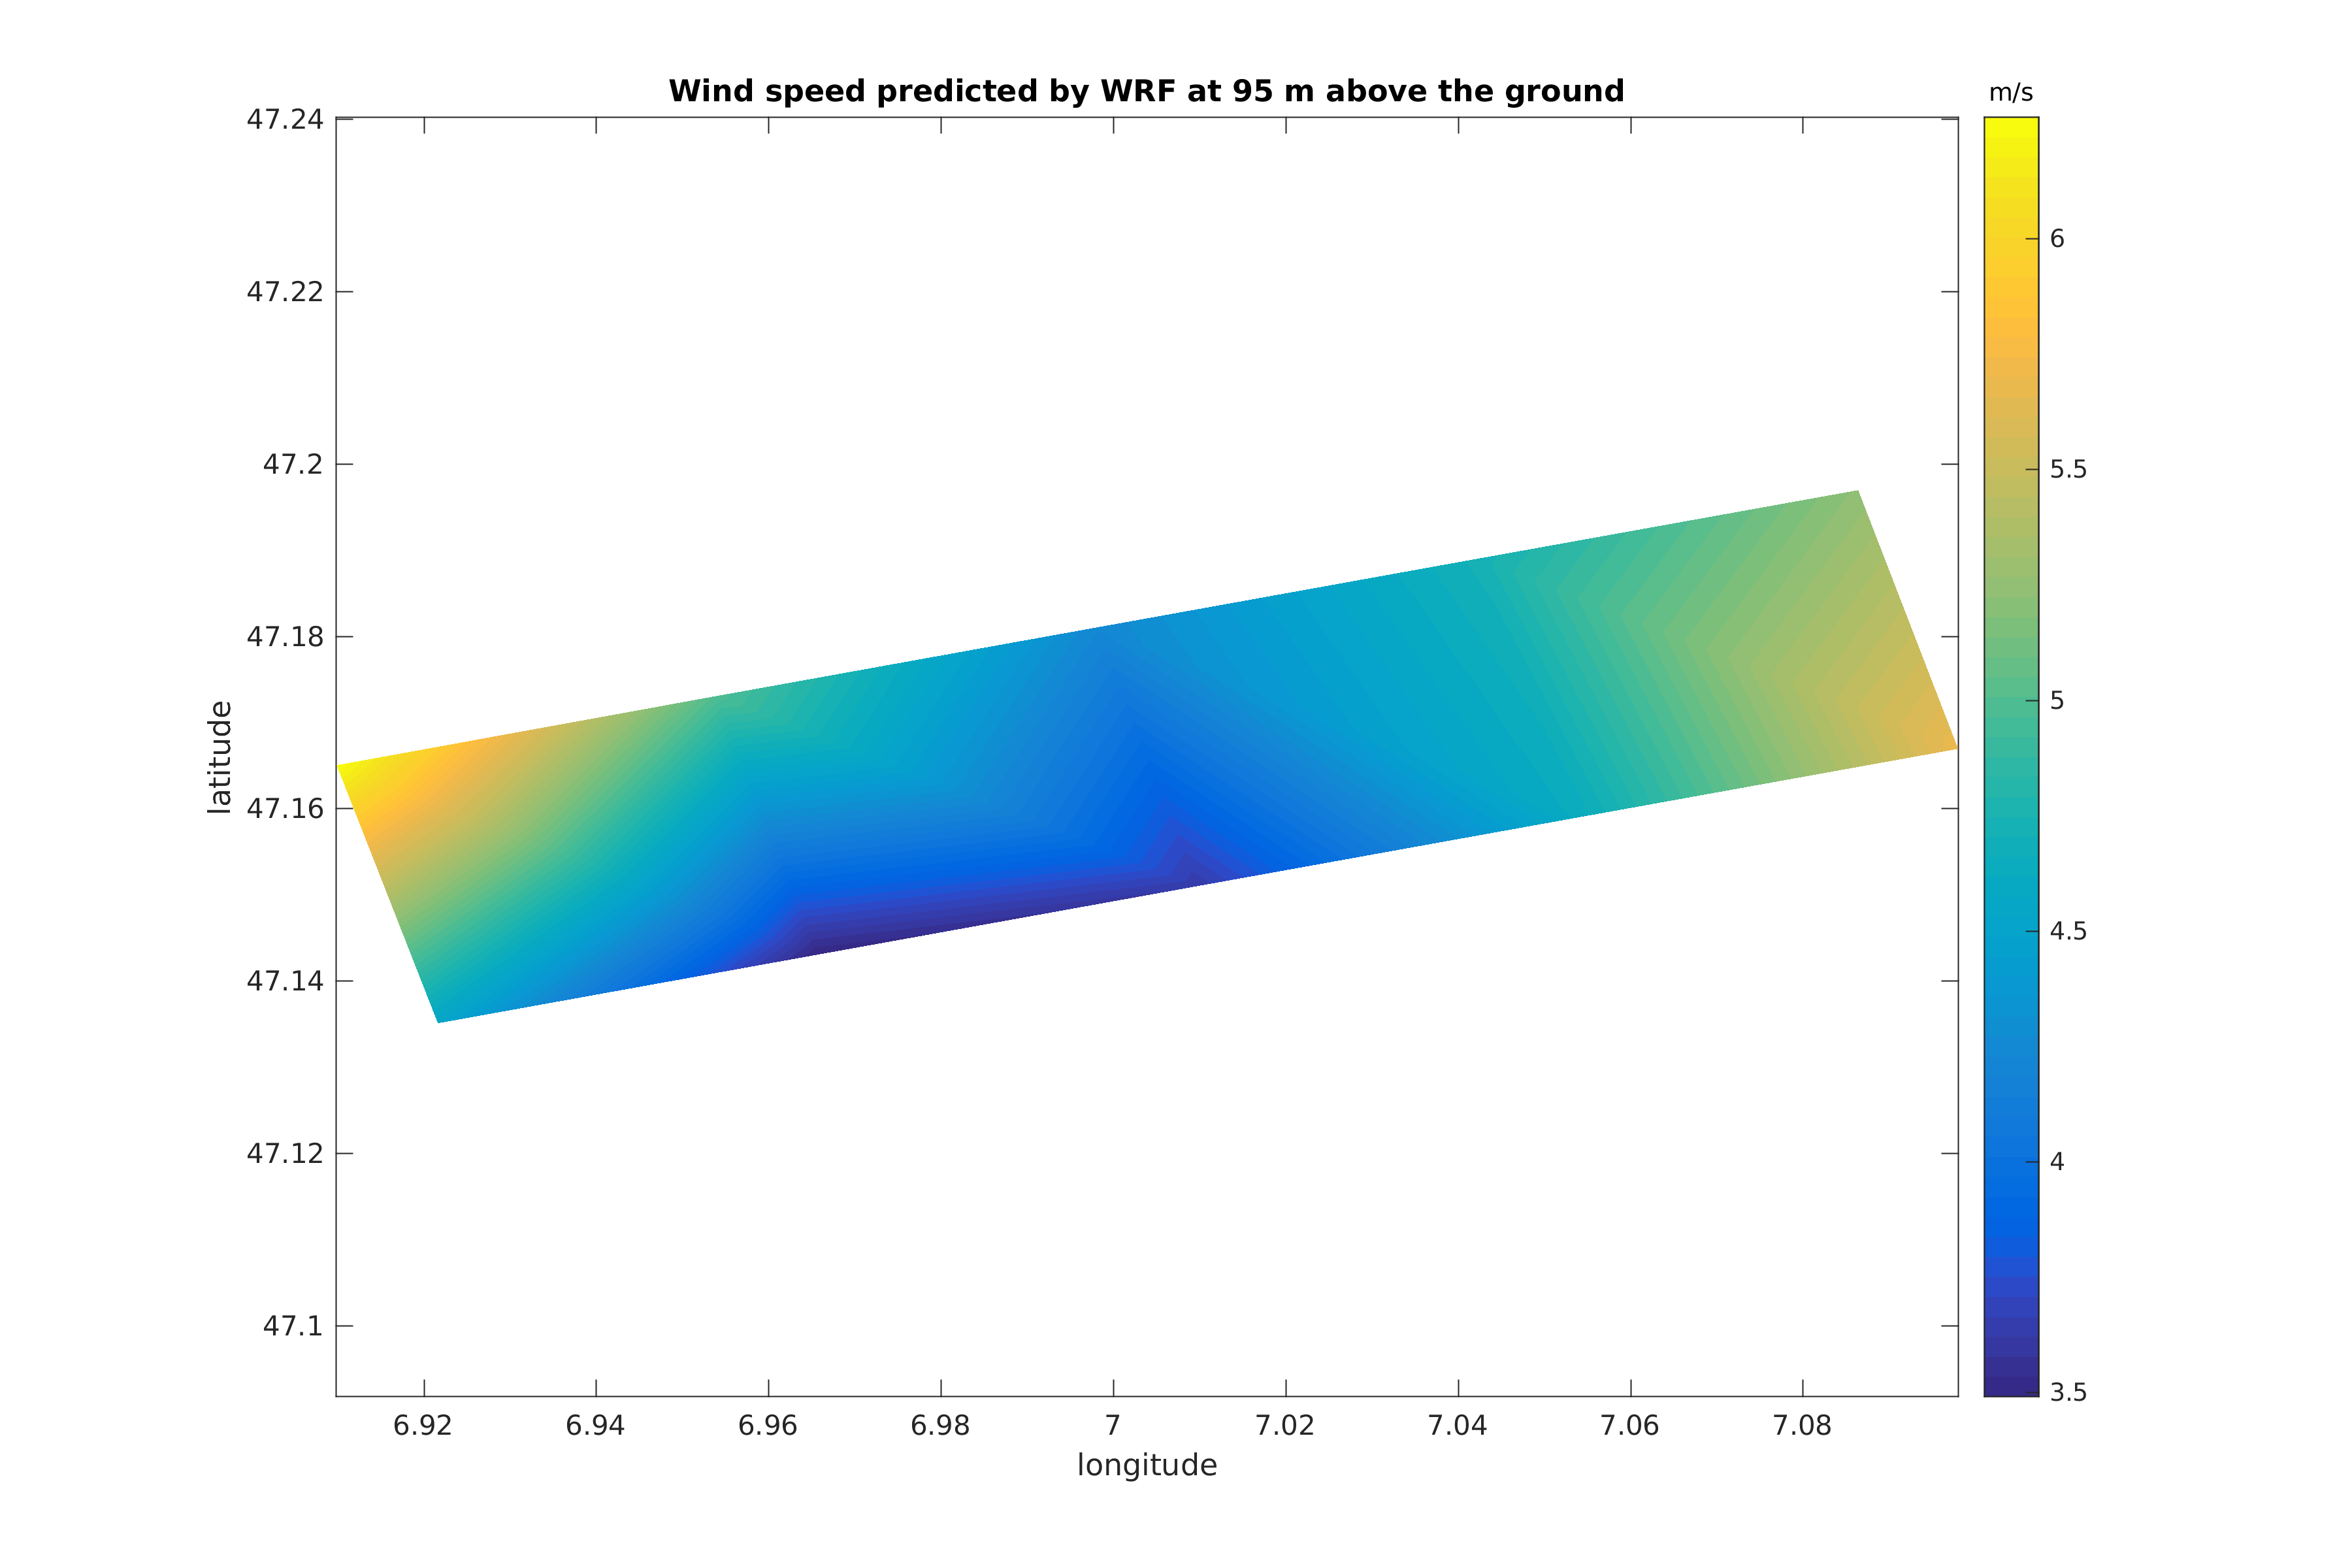 Wind speed predicted by WRF at 95 m above the ground
m/s
47.24
47.22
47.2
47.18
47.16
47.14
47.12
47.1
latitude
6.92 6.94 6.96 6.98 7 7.02 7.04 7.06 7.08
longitude
6
5.5
5
4.5
4
3.5